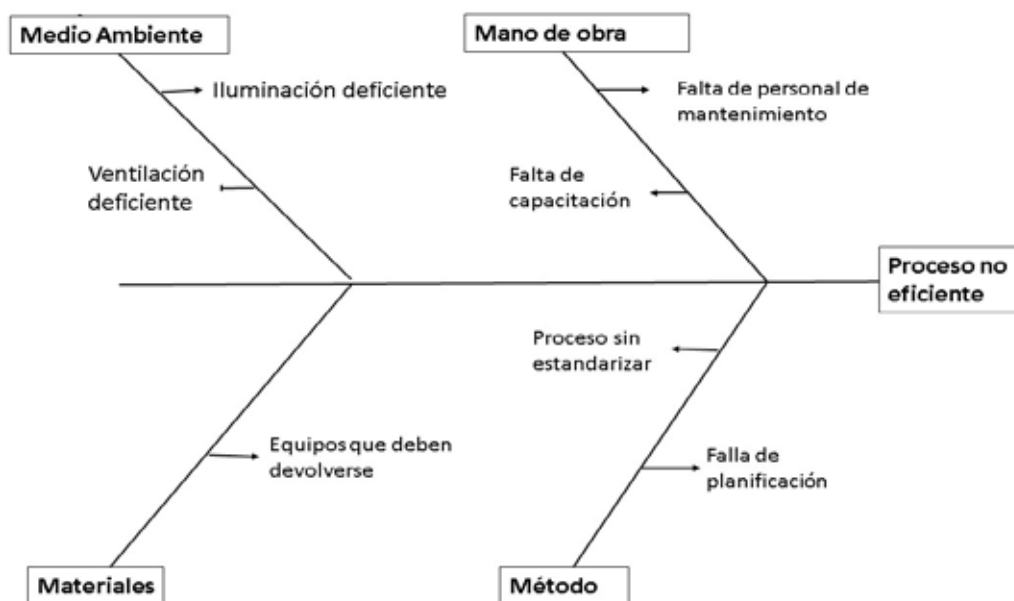 Medio Ambiente
Mano de obra
Iluminación deficiente
Falta de personal de
mantenimiento
Ventilación
deficiente
Falta de
capacitación
Proceso no
eficiente
Proceso sin
estandarizar
Equipos que deben
devolverse
Falla de
planificación
Materiales
Método